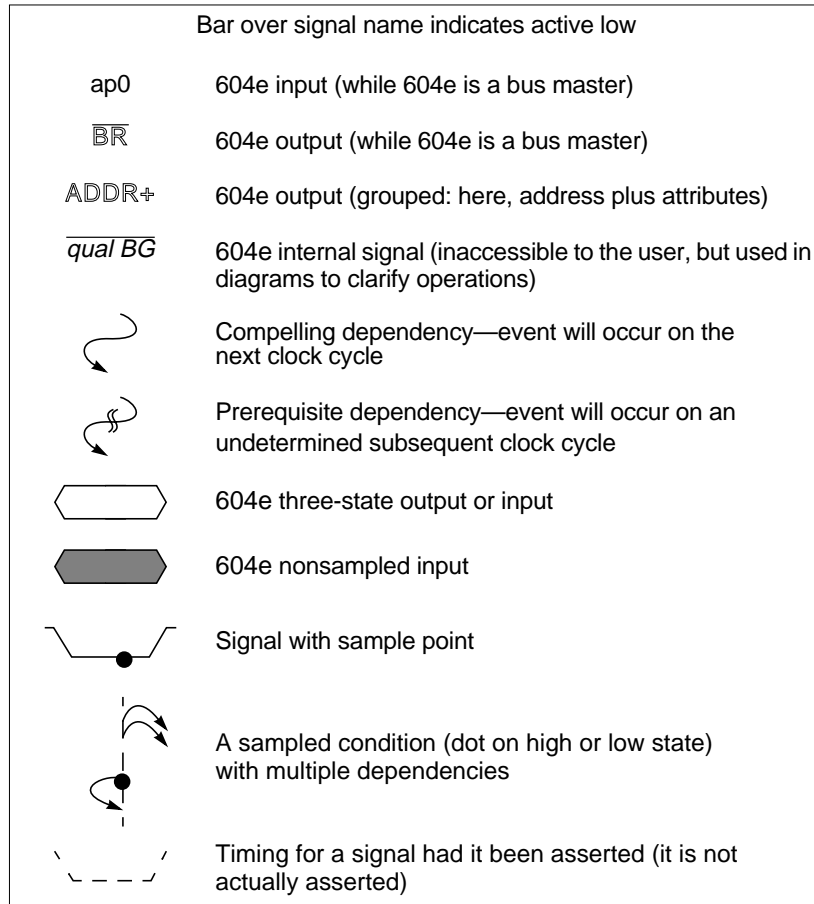 Bar over signal name indicates active low
ap0 604e input (while 604e is a bus master)
BR 604e output (while 604e is a bus master)
ADDR+ 604e output (grouped: here, address plus attributes)
qual BG 604e internal signal (inaccessible to the user, but used in
diagrams to clarify operations)
Compelling dependency—event will occur on the
next clock cycle
Prerequisite dependency—event will occur on an
undetermined subsequent clock cycle
604e three-state output or input
604e nonsampled input
Signal with sample point
A sampled condition (dot on high or low state)
with multiple dependencies
Timing for a signal had it been asserted (it is not
actually asserted)